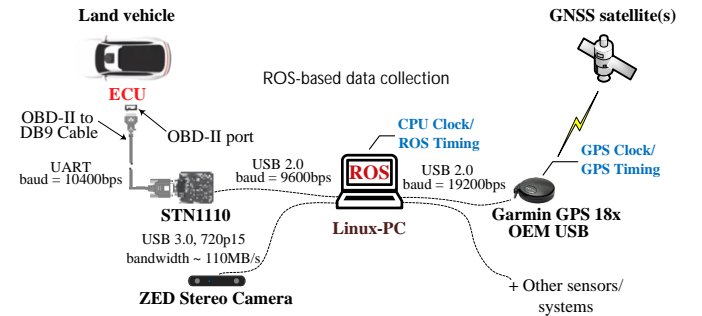 Land vehicle
GNSS satellite(s)
ROS-based data collection
ECU
OBD-II to
DB9 Cable
OBD-II port
CPU Clock/
ROS Timing
GPS Clock/
GPS Timing
UART
baud = 10400bps
USB 2.0
baud = 9600bps
ROS
USB 2.0
baud = 19200bps
STN1110
Linux-PC
Garmin GPS 18x
OEM USB
USB 3.0, 720p15
bandwidth ~ 110MB/s
ZED Stereo Camera
+ Other sensors/
systems